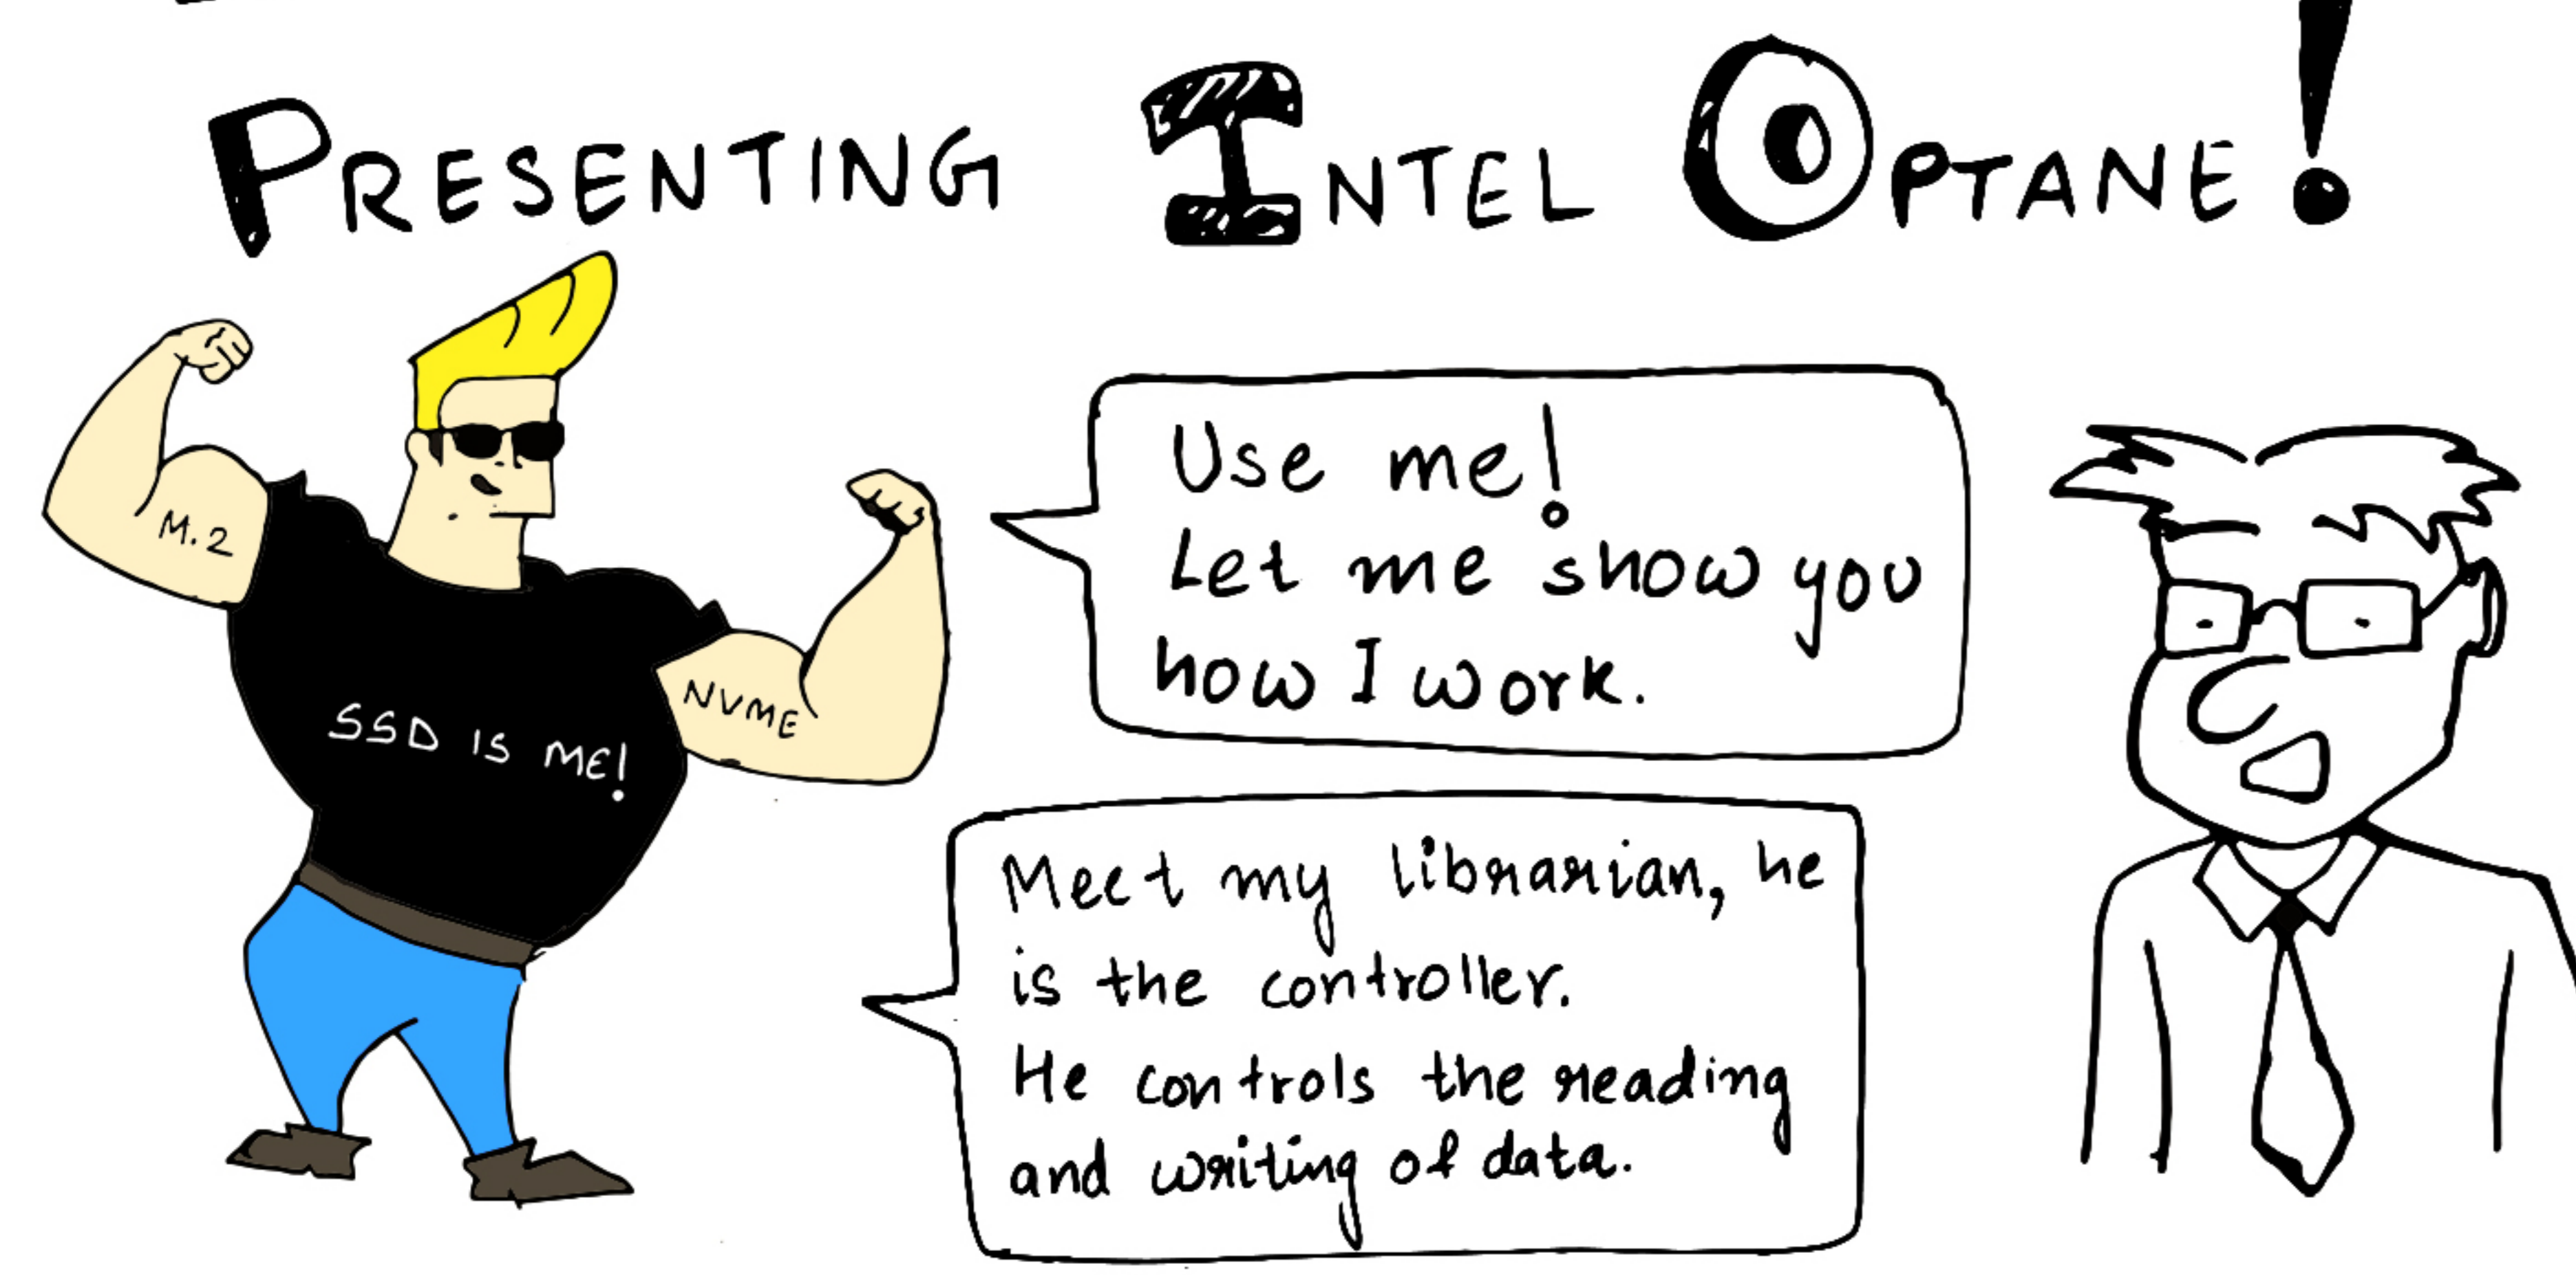 PRESENTING INTEL OPTANE!
M.2
NVME
SSD IS ME!
Use me!
Let me show you
how I work.
Meet my librarian, he
is the controller.
He controls the reading
and writing of data.